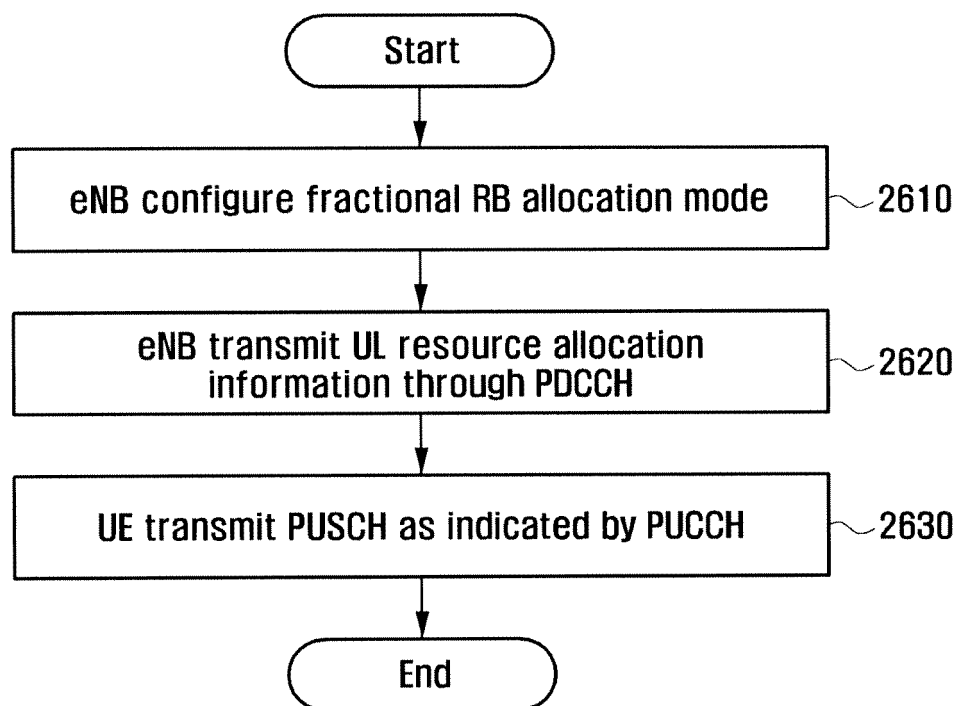 Start
eNB configure fractional RB allocation mode
2610
eNB transmit UL resource allocation
information through PDCCH
2620
UE transmit PUSCH as indicated by PUCCH
2630
End